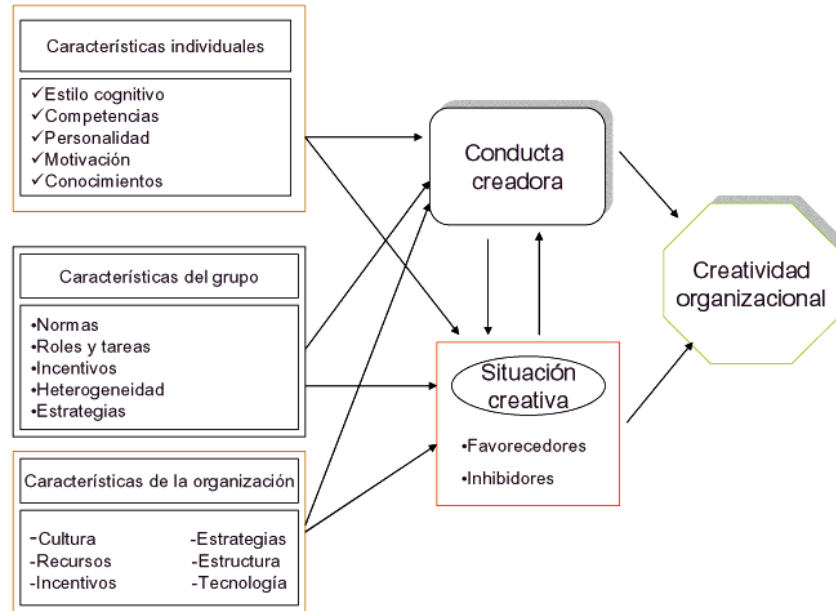 Características individuales
✓Estilo cognitivo
✓Competencias
✓Personalidad
✓Motivación
✓Conocimientos
Conducta
creadora
Características del grupo
•Normas
•Roles y tareas
•Incentivos
•Heterogeneidad
•Estrategias
Creatividad
organizacional
Situación
creativa
•Favorecedores
•Inhibidores
Características de la organización
-Cultura -Estrategias
-Recursos -Estructura
-Incentivos -Tecnología